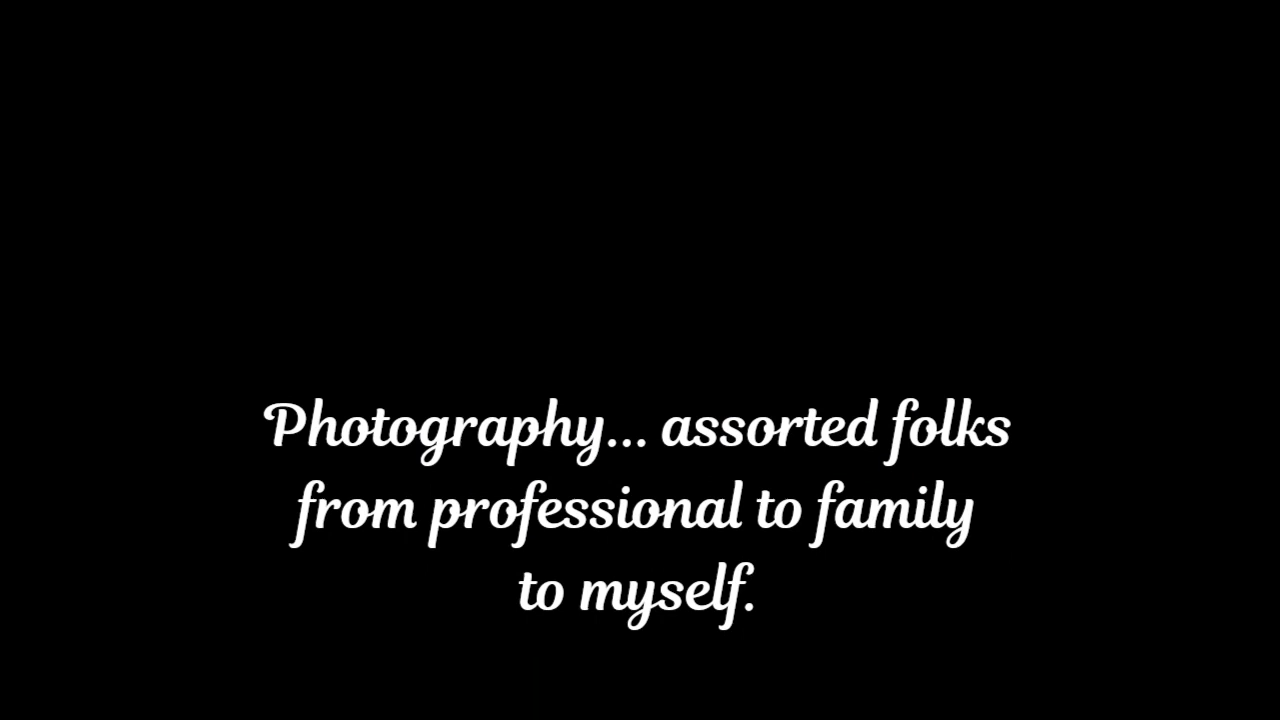 Photography... assorted folks
from professional to family
to myself.